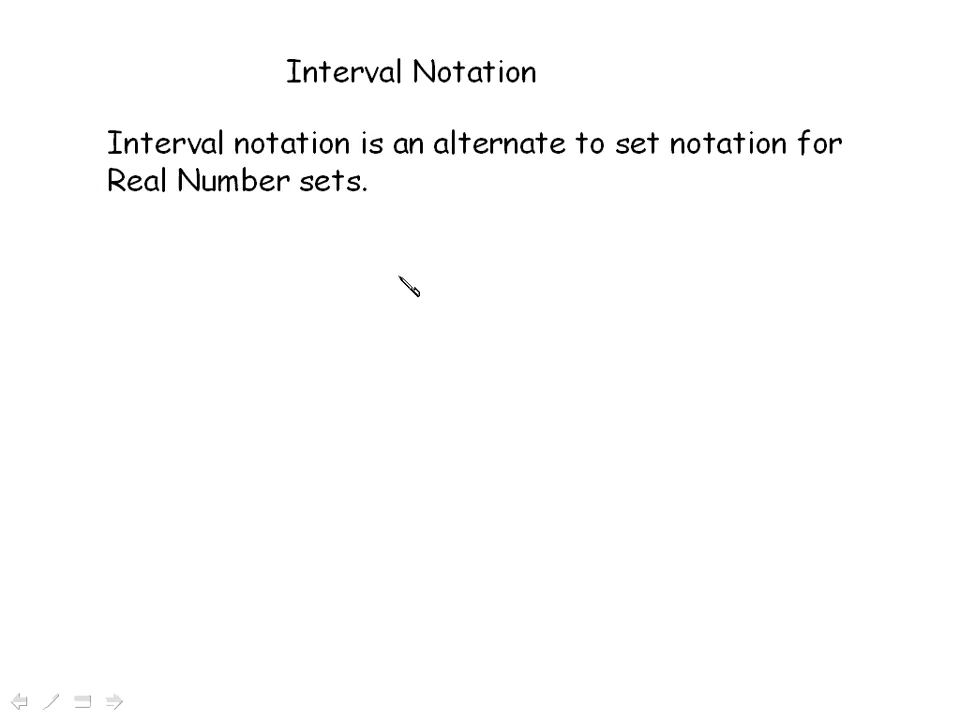 Interval Notation
Interval notation is an alternate to set notation for
Real Number sets.